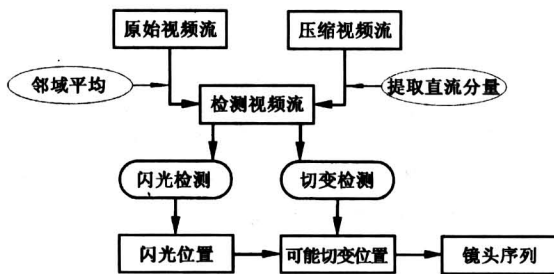 原始视频流
压缩视频流
邻域平均
提取直流分量
检测视频流
闪光检测
切变检测
闪光位置
可能切变位置
镜头序列